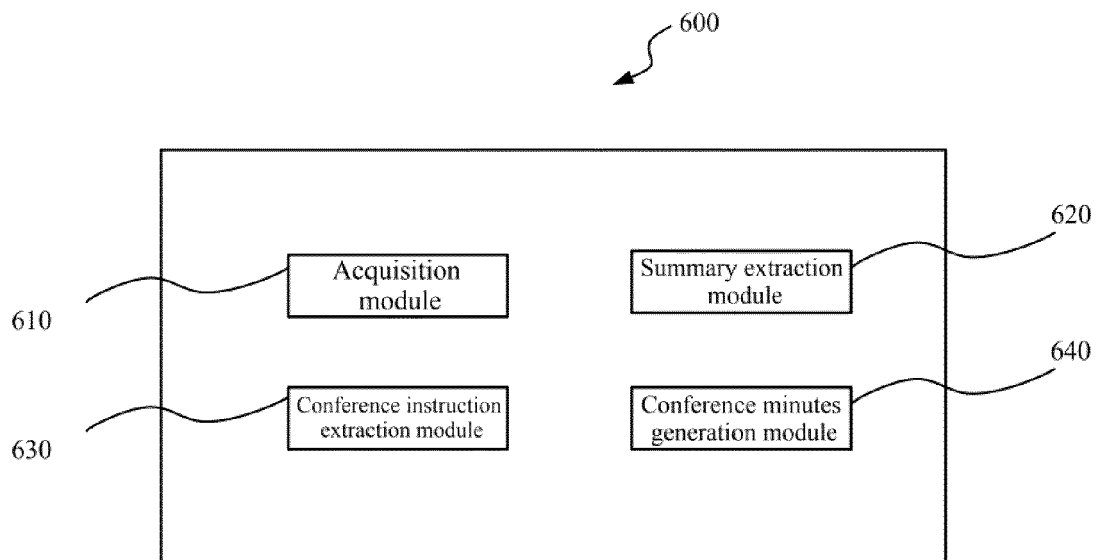 600
620
Acquisition
module
Summary extraction
module
610
640
Conference instruction
extraction module
Conference minutes
generation module
630